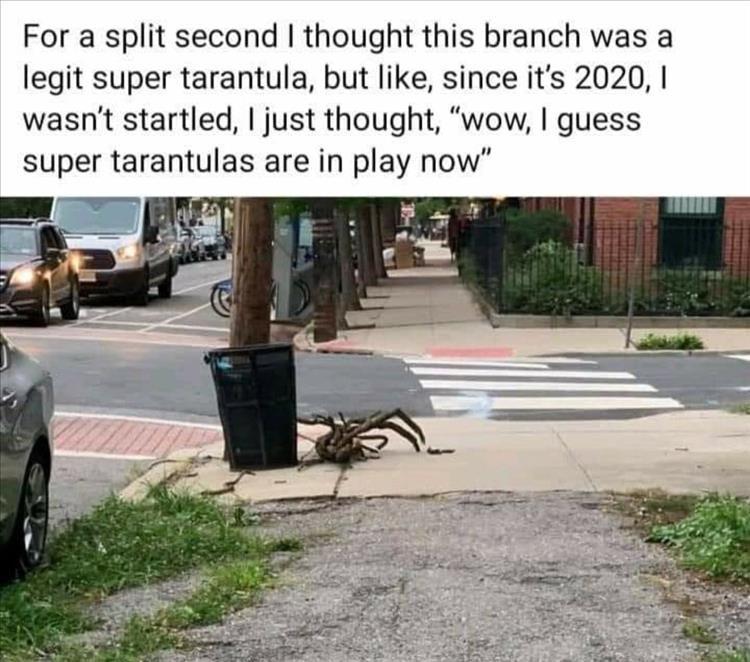 For a split second I thought this branch was a
legit super tarantula, but like, since it's 2020, I
wasn't startled, I just thought, “wow, I guess
super tarantulas are in play now”